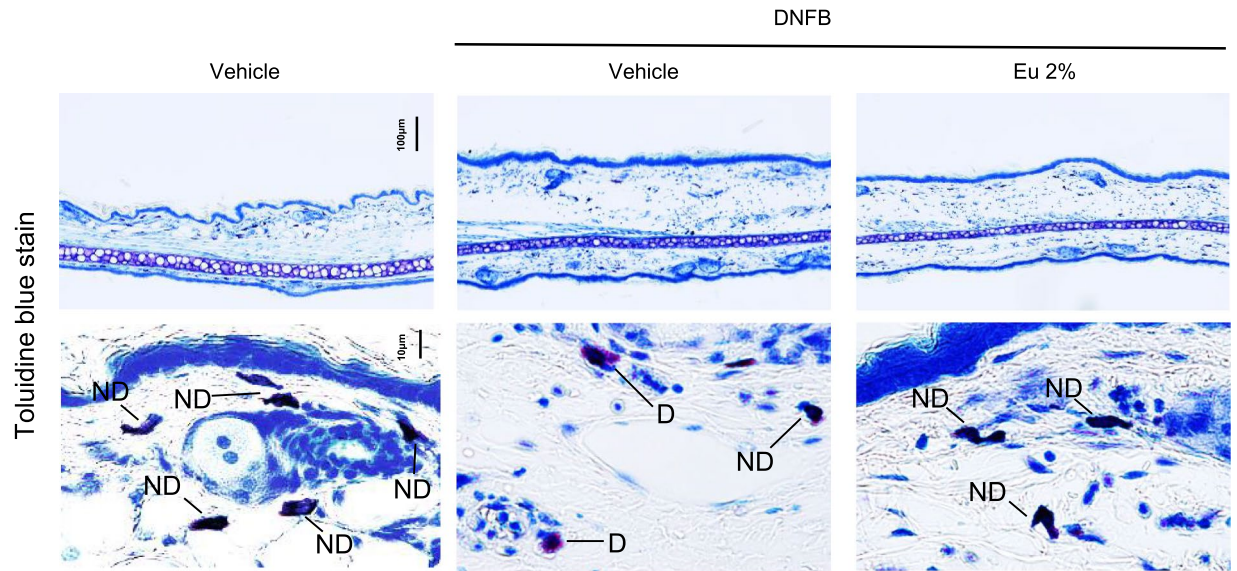 DNFB
Vehicle
Vehicle
Eu 2%
Toluidine blue stain
100μm
10μm
ND
ND
ND
ND
ND
D
ND
D
ND
ND
ND